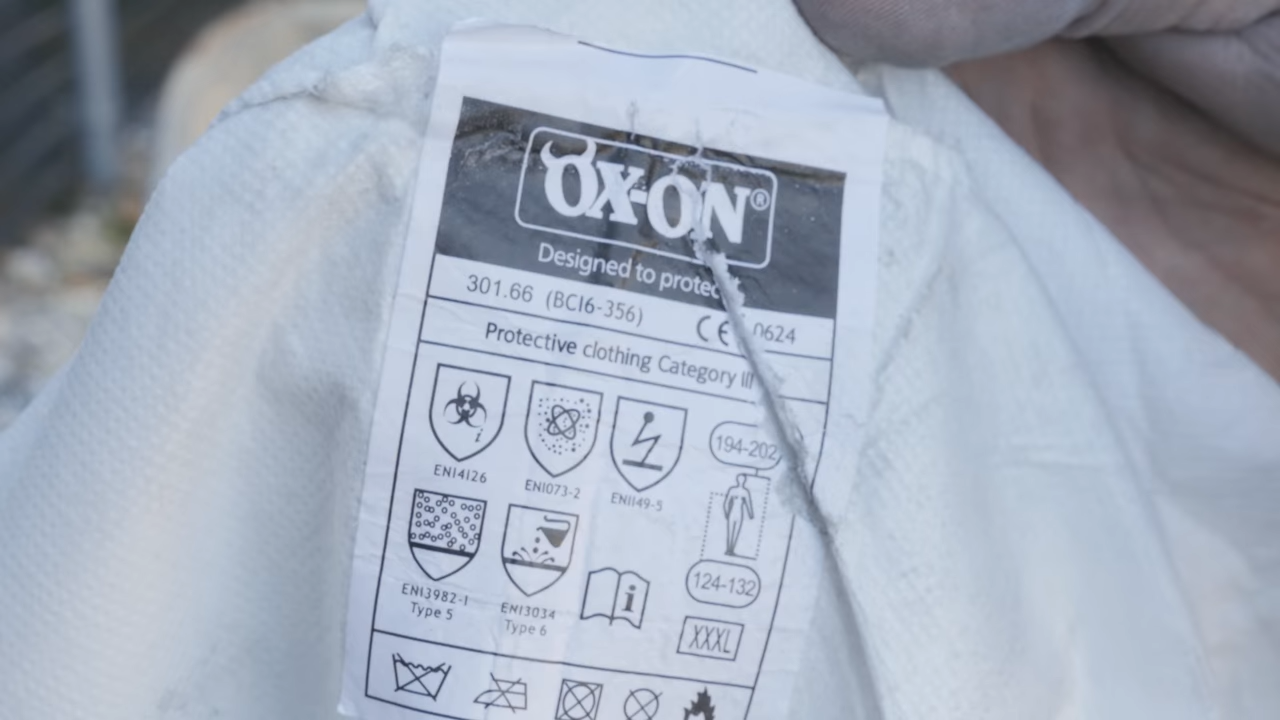 OX-ON®
Designed to protect
301.66 (BC16-356) CE 0624
Protective clothing Category III
EN14126
EN1073-2
EN1149-5
194-202
EN13982-1
Type 5
EN13034
Type 6
i
124-132
XXXL